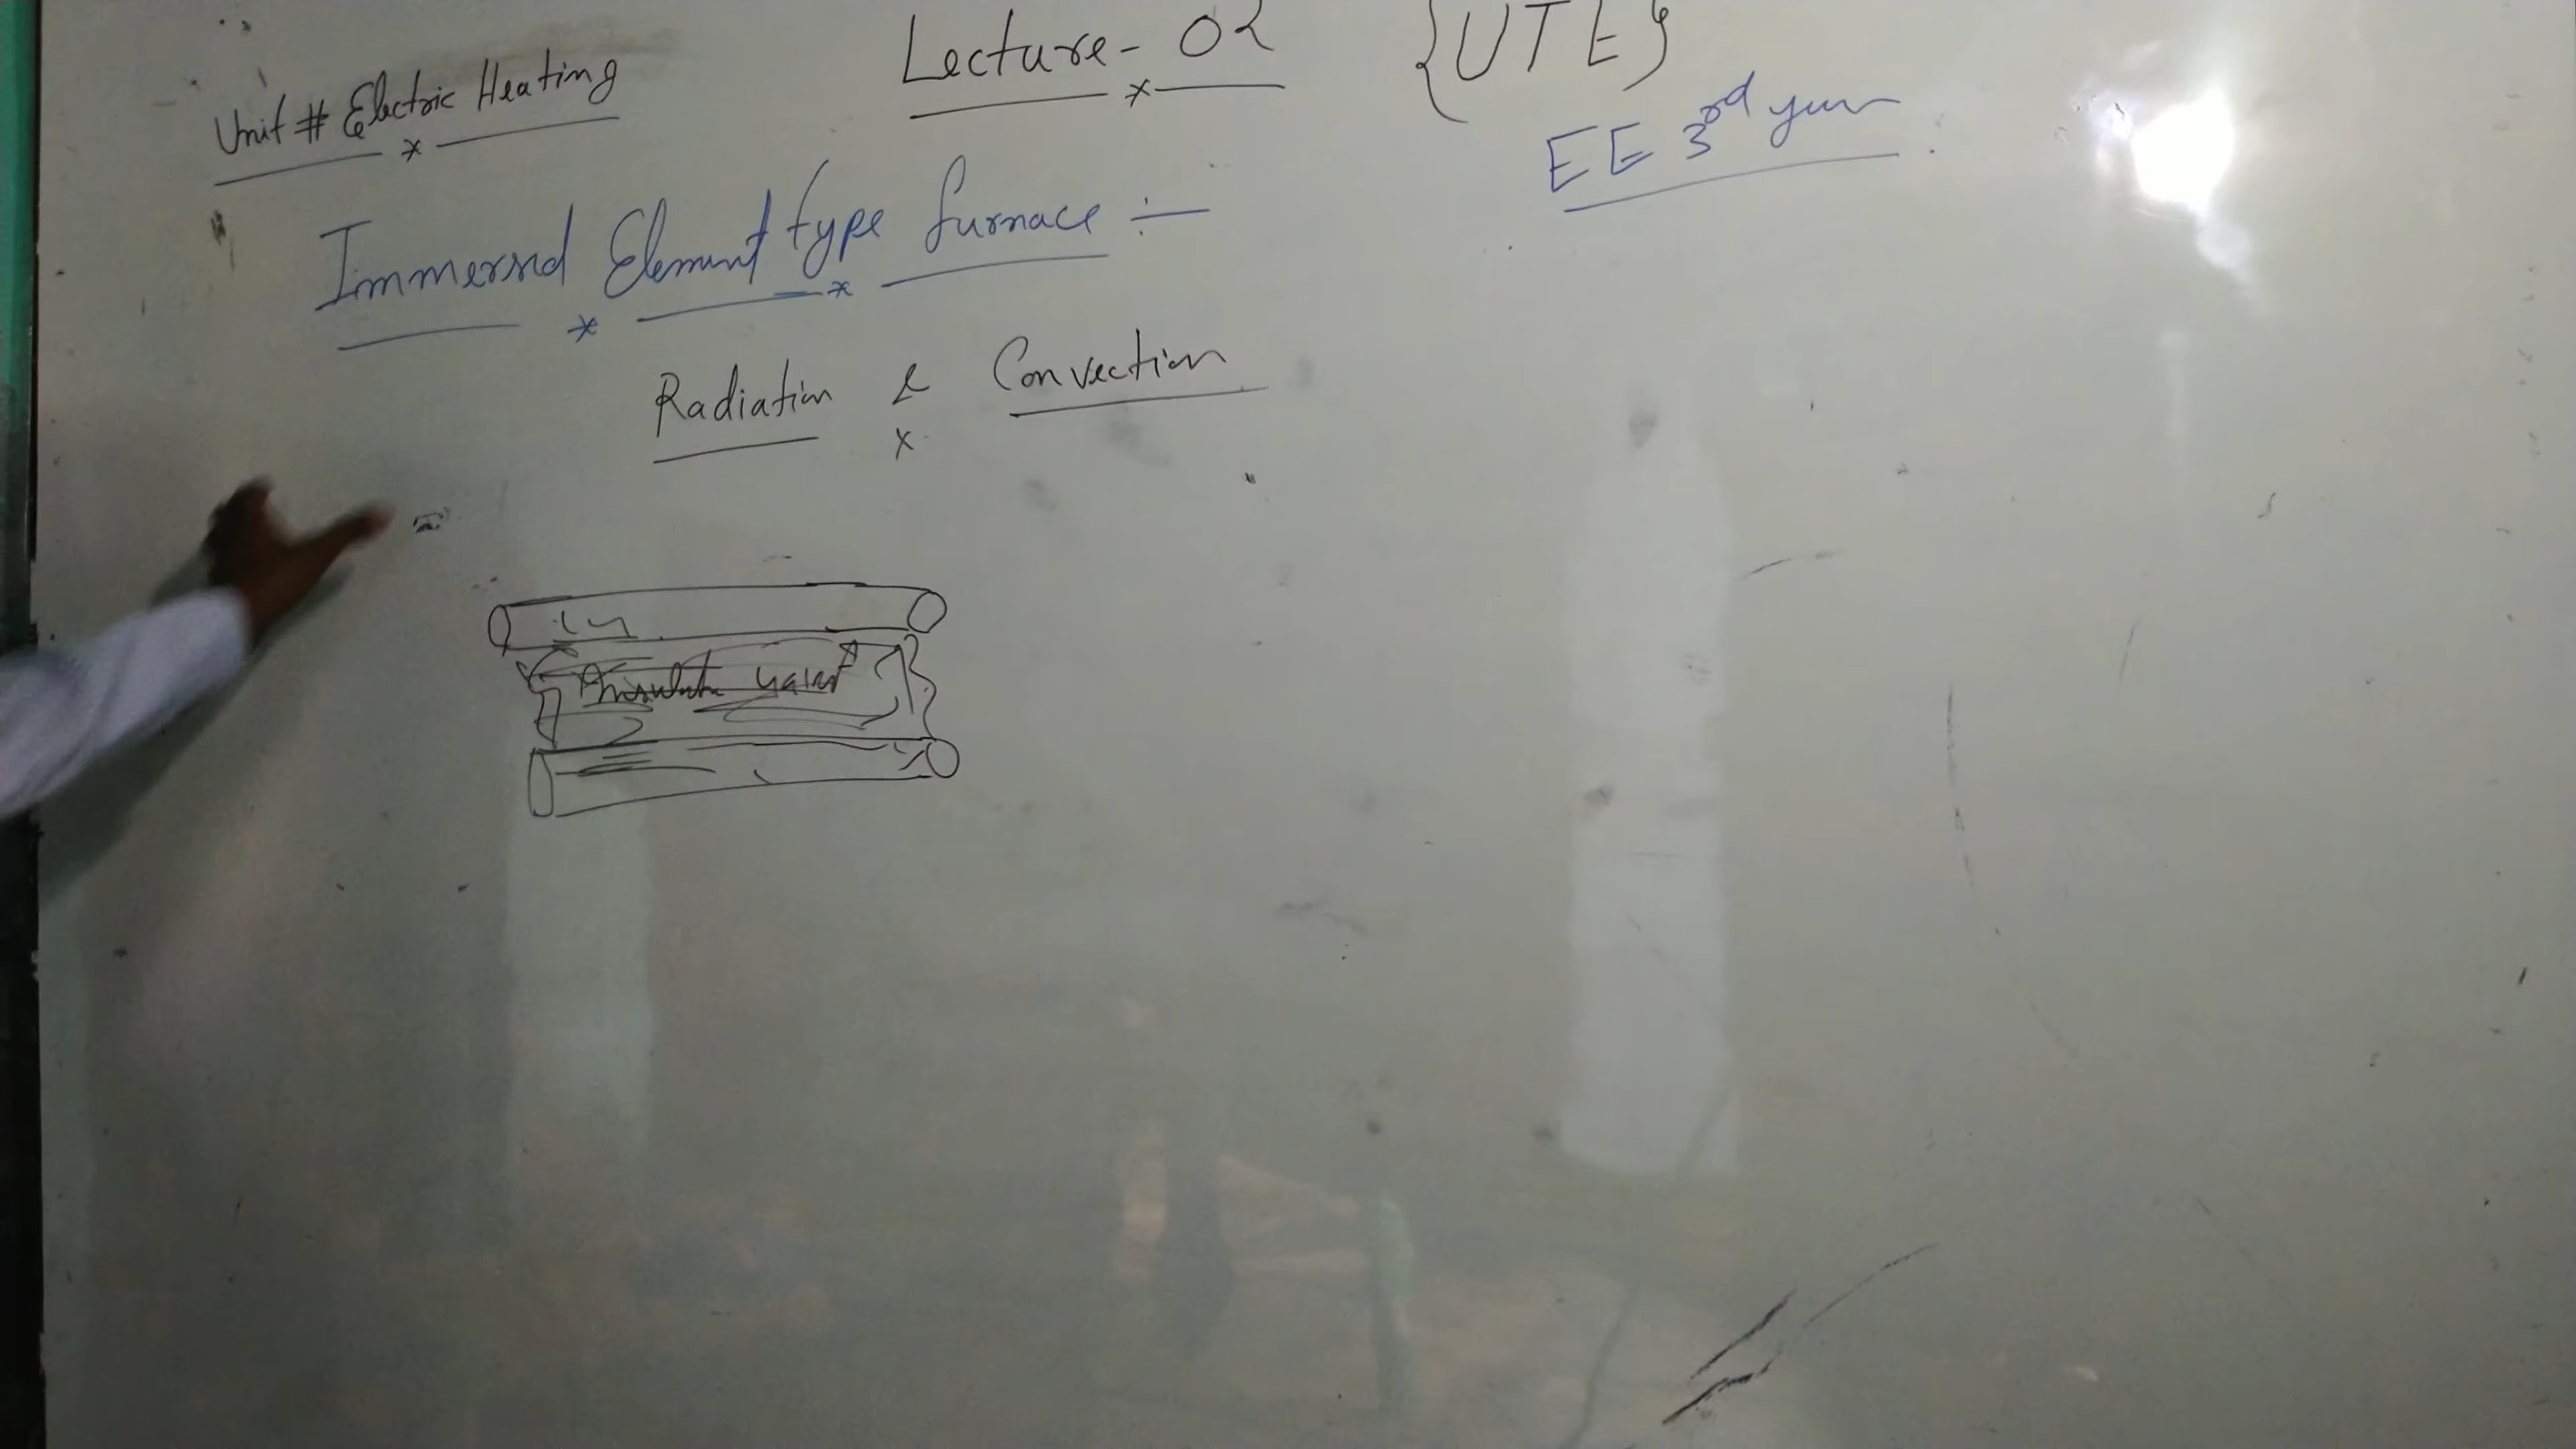 Lecture- 02 {UTE}
Unit # Electric Heating
EE 3rd year
Immersed Element type furnace :-
Radiation & Convection